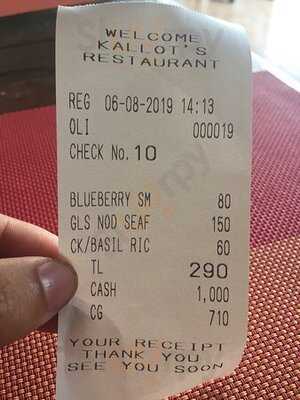 WELCOME
KALLOT'S
RESTAURANT
REG 06-08-2019 14:13
OLI 000019
CHECK No.10
BLUEBERRY SM 80
GLS NOD SEAF 150
CK/BASIL RIC 60
TL 290
CASH 1,000
CG 710
YOUR RECEIPT
THANK YOU
SEE YOU SOON